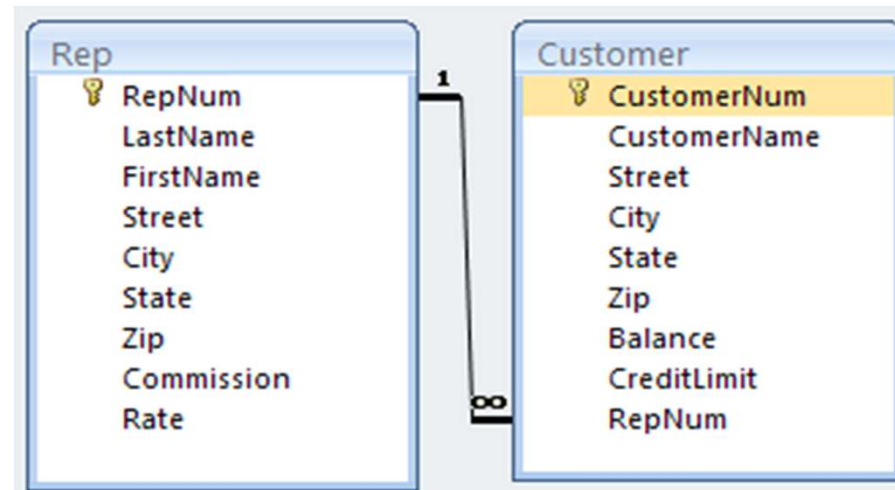 Rep
RepNum
LastName
FirstName
Street
City
State
Zip
Commission
Rate
1
∞
Customer
CustomerNum
CustomerName
Street
City
State
Zip
Balance
CreditLimit
RepNum